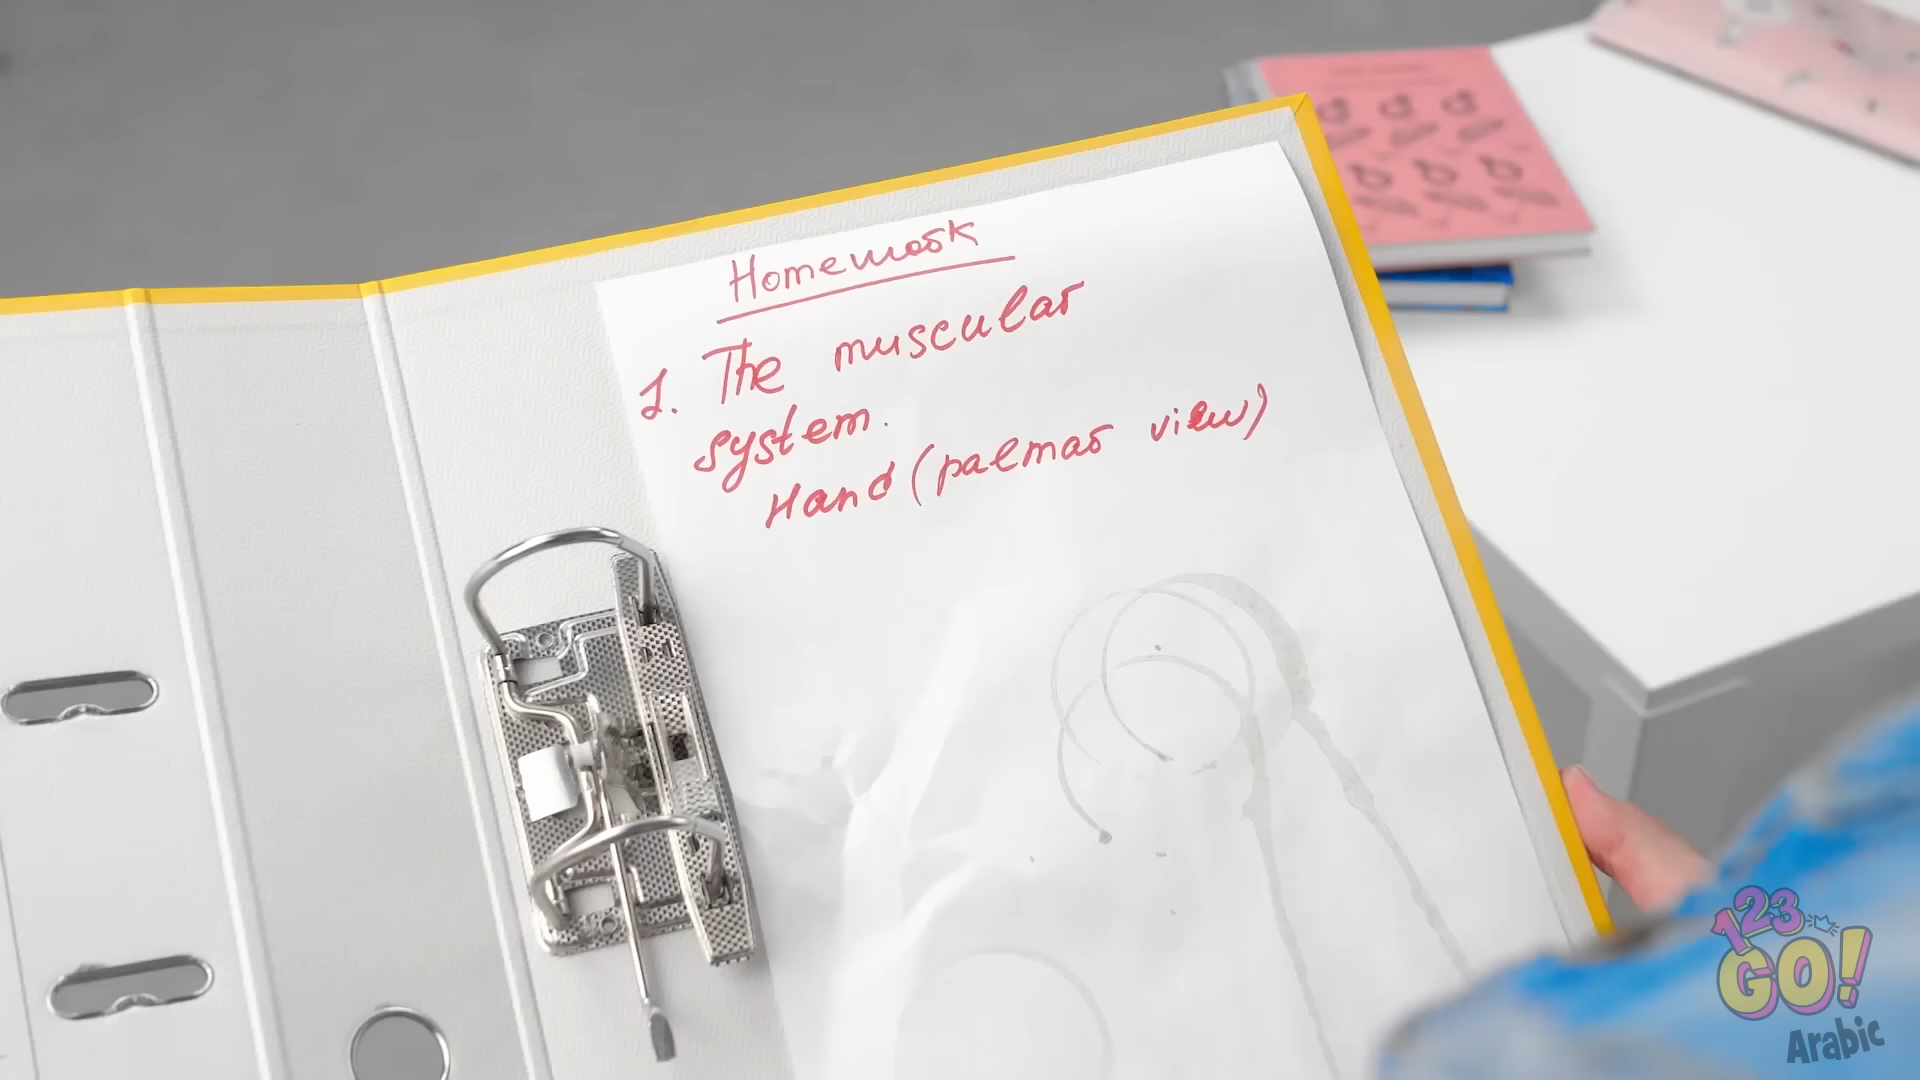 Homework
1. The muscular
system.
Hand (palmar view)
123
GO!
Arabic